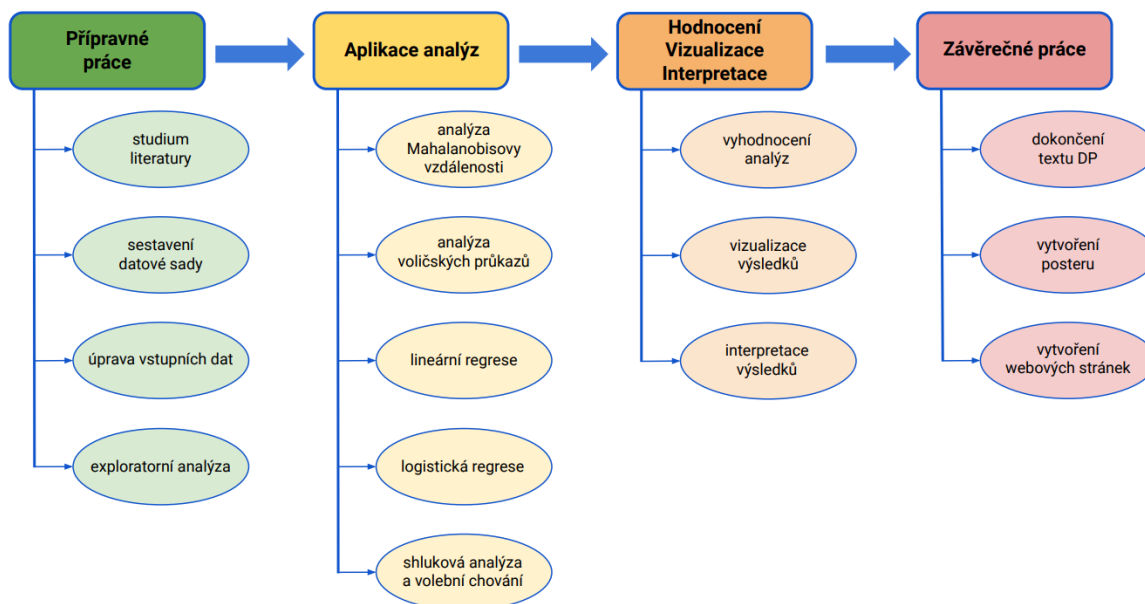 Přípravné
práce
Aplikace analýz
Hodnocení
Vizualizace
Interpretace
Závěrečné práce
studium
literatury
sestavení
datové sady
úprava vstupních dat
exploratorní analýza
analýza
Mahalanobisovy
vzdálenosti
analýza
voličských průkazů
lineární regrese
logistická regrese
shluková analýza
a volební chování
vyhodnocení
analýz
vizualizace
výsledků
interpretace
výsledků
dokončení
textu DP
vytvoření
posteru
vytvoření
webových stránek